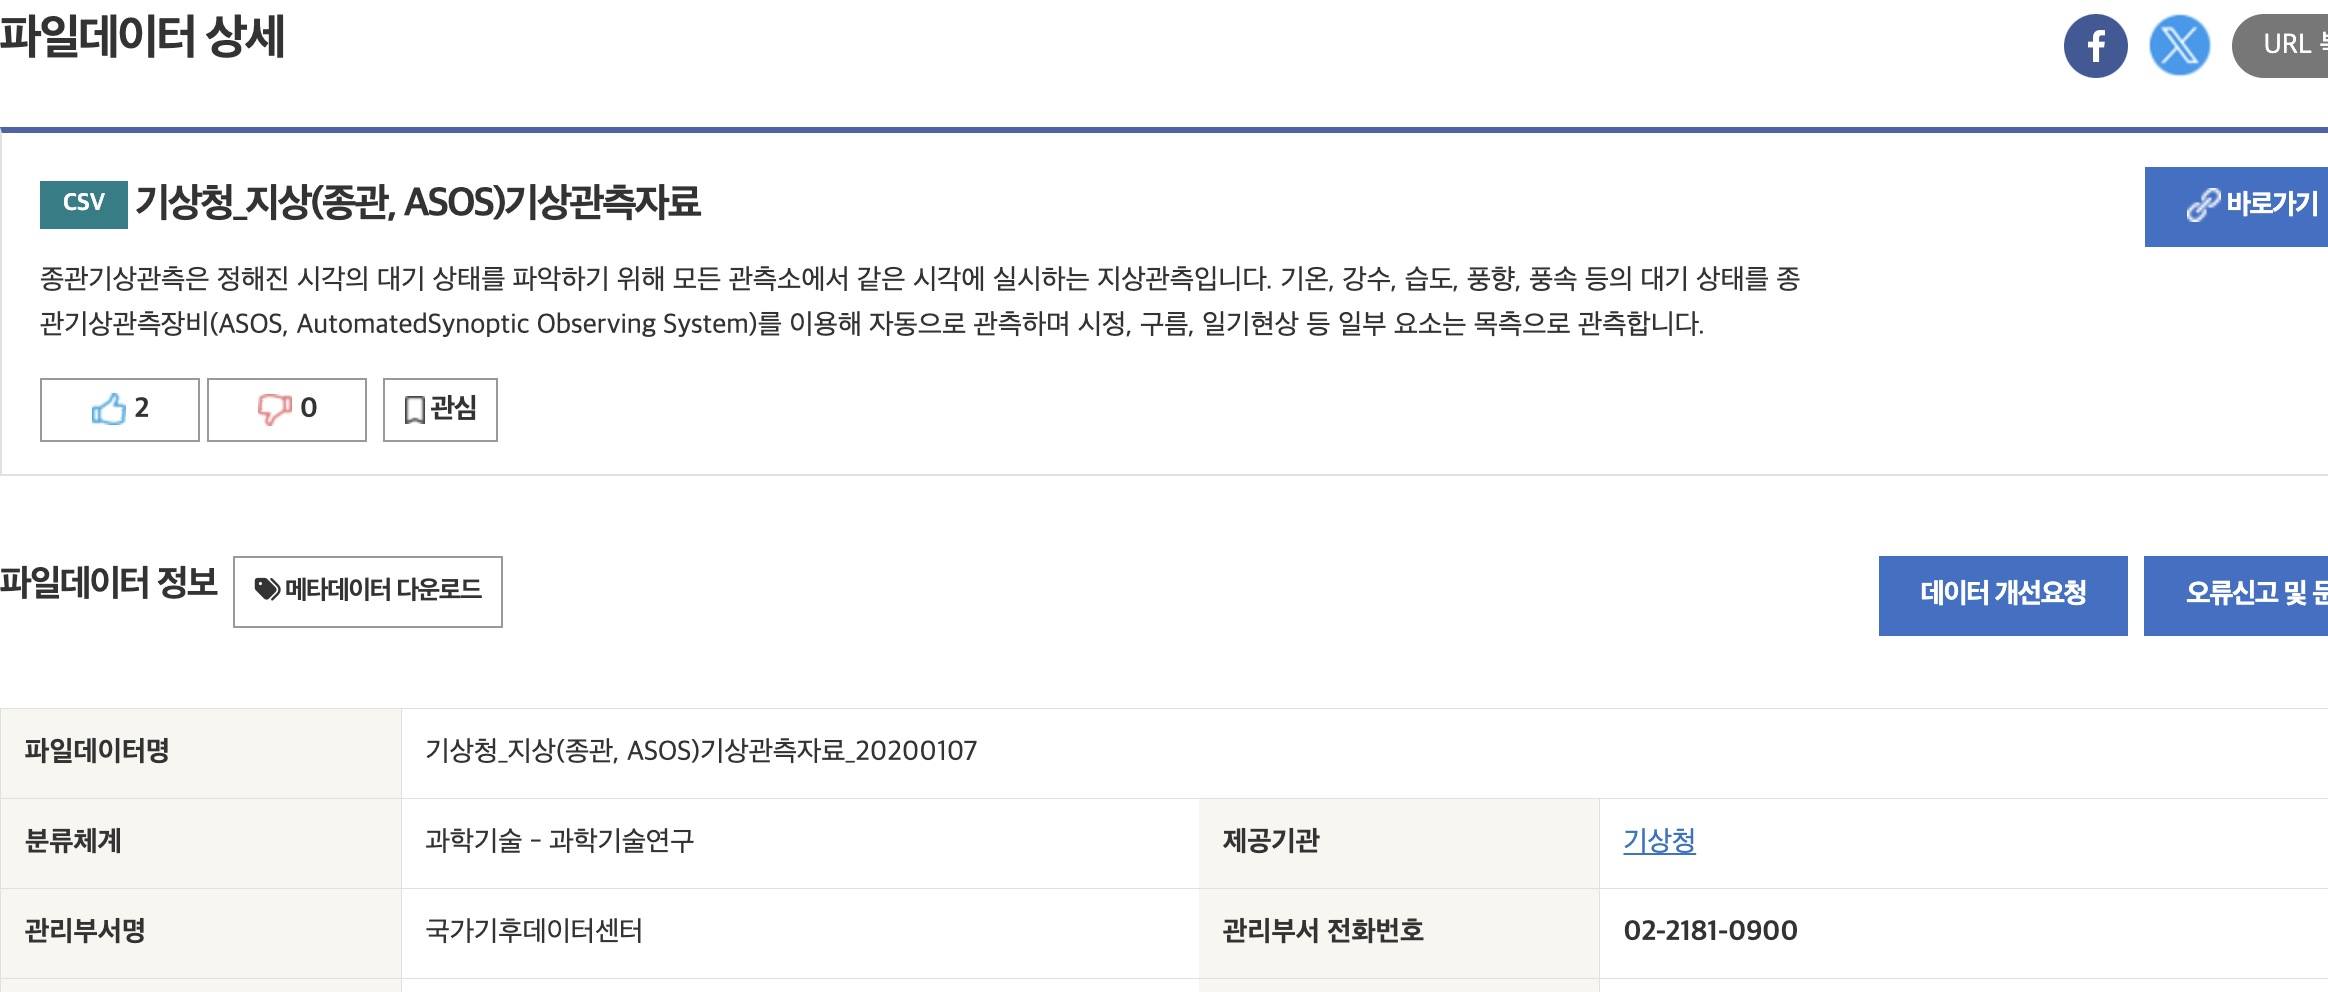 파일데이터 상세
URL
CSV 기상청_지상(종관, ASOS)기상관측자료
바로가기
종관기상관측은 정해진 시각의 대기 상태를 파악하기 위해 모든 관측소에서 같은 시각에 실시하는 지상관측입니다. 기온, 강수, 습도, 풍향, 풍속 등의 대기 상태를 종
관기상관측장비(ASOS, AutomatedSynoptic Observing System)를 이용해 자동으로 관측하며 시정, 구름, 일기현상 등 일부 요소는 목측으로 관측합니다.
2 0 관심
파일데이터 정보 메타데이터 다운로드
데이터 개선요청 오류신고 및
파일데이터명 기상청_지상(종관, ASOS)기상관측자료_20200107
분류체계 과학기술 - 과학기술연구 제공기관 기상청
관리부서명 국가기후데이터센터 관리부서 전화번호 02-2181-0900